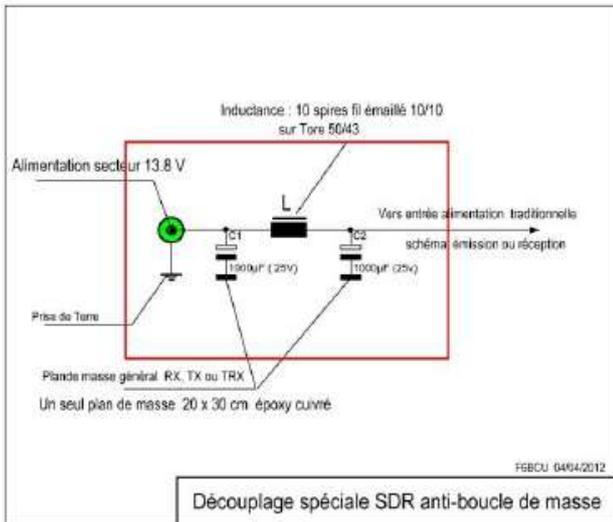 Inductance : 10 spires fil émaillé 10/10
sur Tore 50/43
Alimentation secteur 13.8 V
L
Vers entrée alimentation traditionnelle
schéma émission ou réception
C1
C2
1000µF ( 25v)
1000µF (25v)
Prise de Terre
Plande masse général RX, TX ou TRX
Un seul plan de masse 20 x 30 cm époxy cuivré
F6BCU 04/04/2012
Découplage spéciale SDR anti-boucle de masse